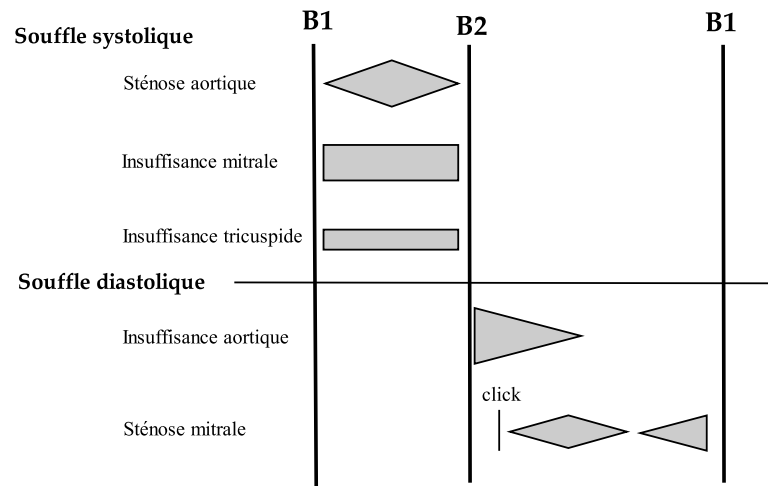 B1
B2
B1
Souffle systolique
Sténose aortique
Insuffisance mitrale
Insuffisance tricuspide
Souffle diastolique
Insuffisance aortique
click
Sténose mitrale